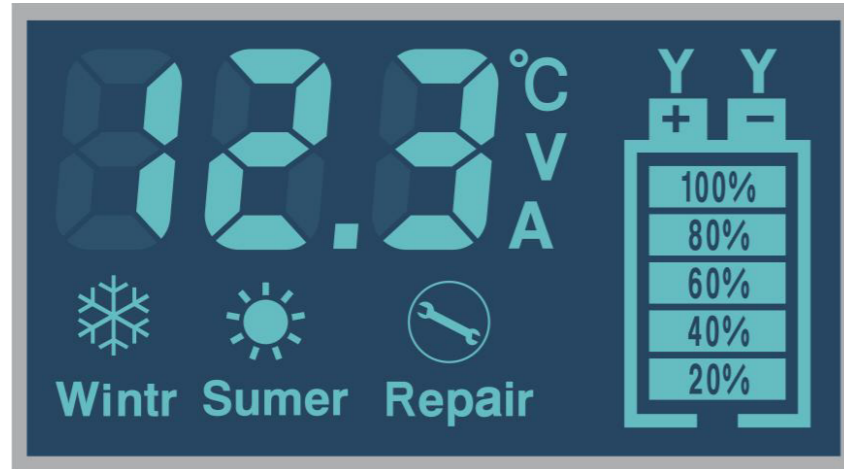 12.3
°C
V
A
Wintr Sumer Repair
Y Y
+ −
100%
80%
60%
40%
20%